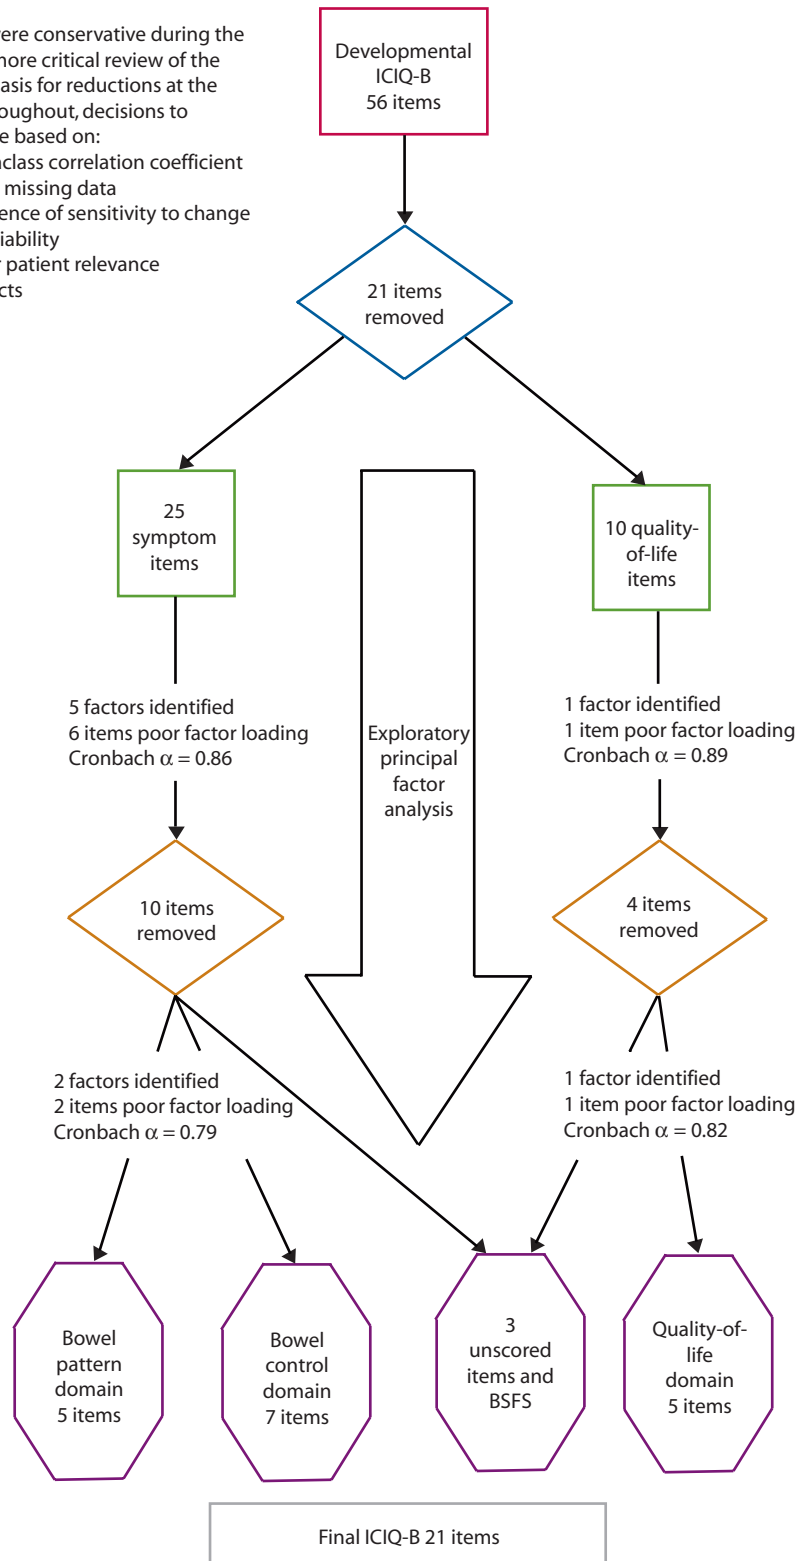 ere conservative during the
more critical review of the
asis for reductions at the
roughout, decisions to
e based on:
class correlation coefficient
missing data
ence of sensitivity to change
iability
patient relevance
cts
Developmental
ICIQ-B
56 items
21 items
removed
25
symptom
items
10 quality-
of-life
items
5 factors identified
6 items poor factor loading
Cronbach α = 0.86
Exploratory
principal
factor
analysis
1 factor identified
1 item poor factor loading
Cronbach α = 0.89
10 items
removed
4 items
removed
2 factors identified
2 items poor factor loading
Cronbach α = 0.79
1 factor identified
1 item poor factor loading
Cronbach α = 0.82
Bowel
pattern
domain
5 items
Bowel
control
domain
7 items
3
unscored
items and
BSFS
Quality-of-
life
domain
5 items
Final ICIQ-B 21 items